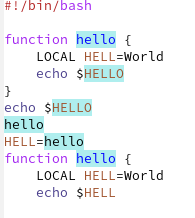 #!/bin/bash
function hello {
LOCAL HELL=World
echo $HELLO
}
echo $HELLO
hello
HELL=hello
function hello {
LOCAL HELL=World
echo $HELL